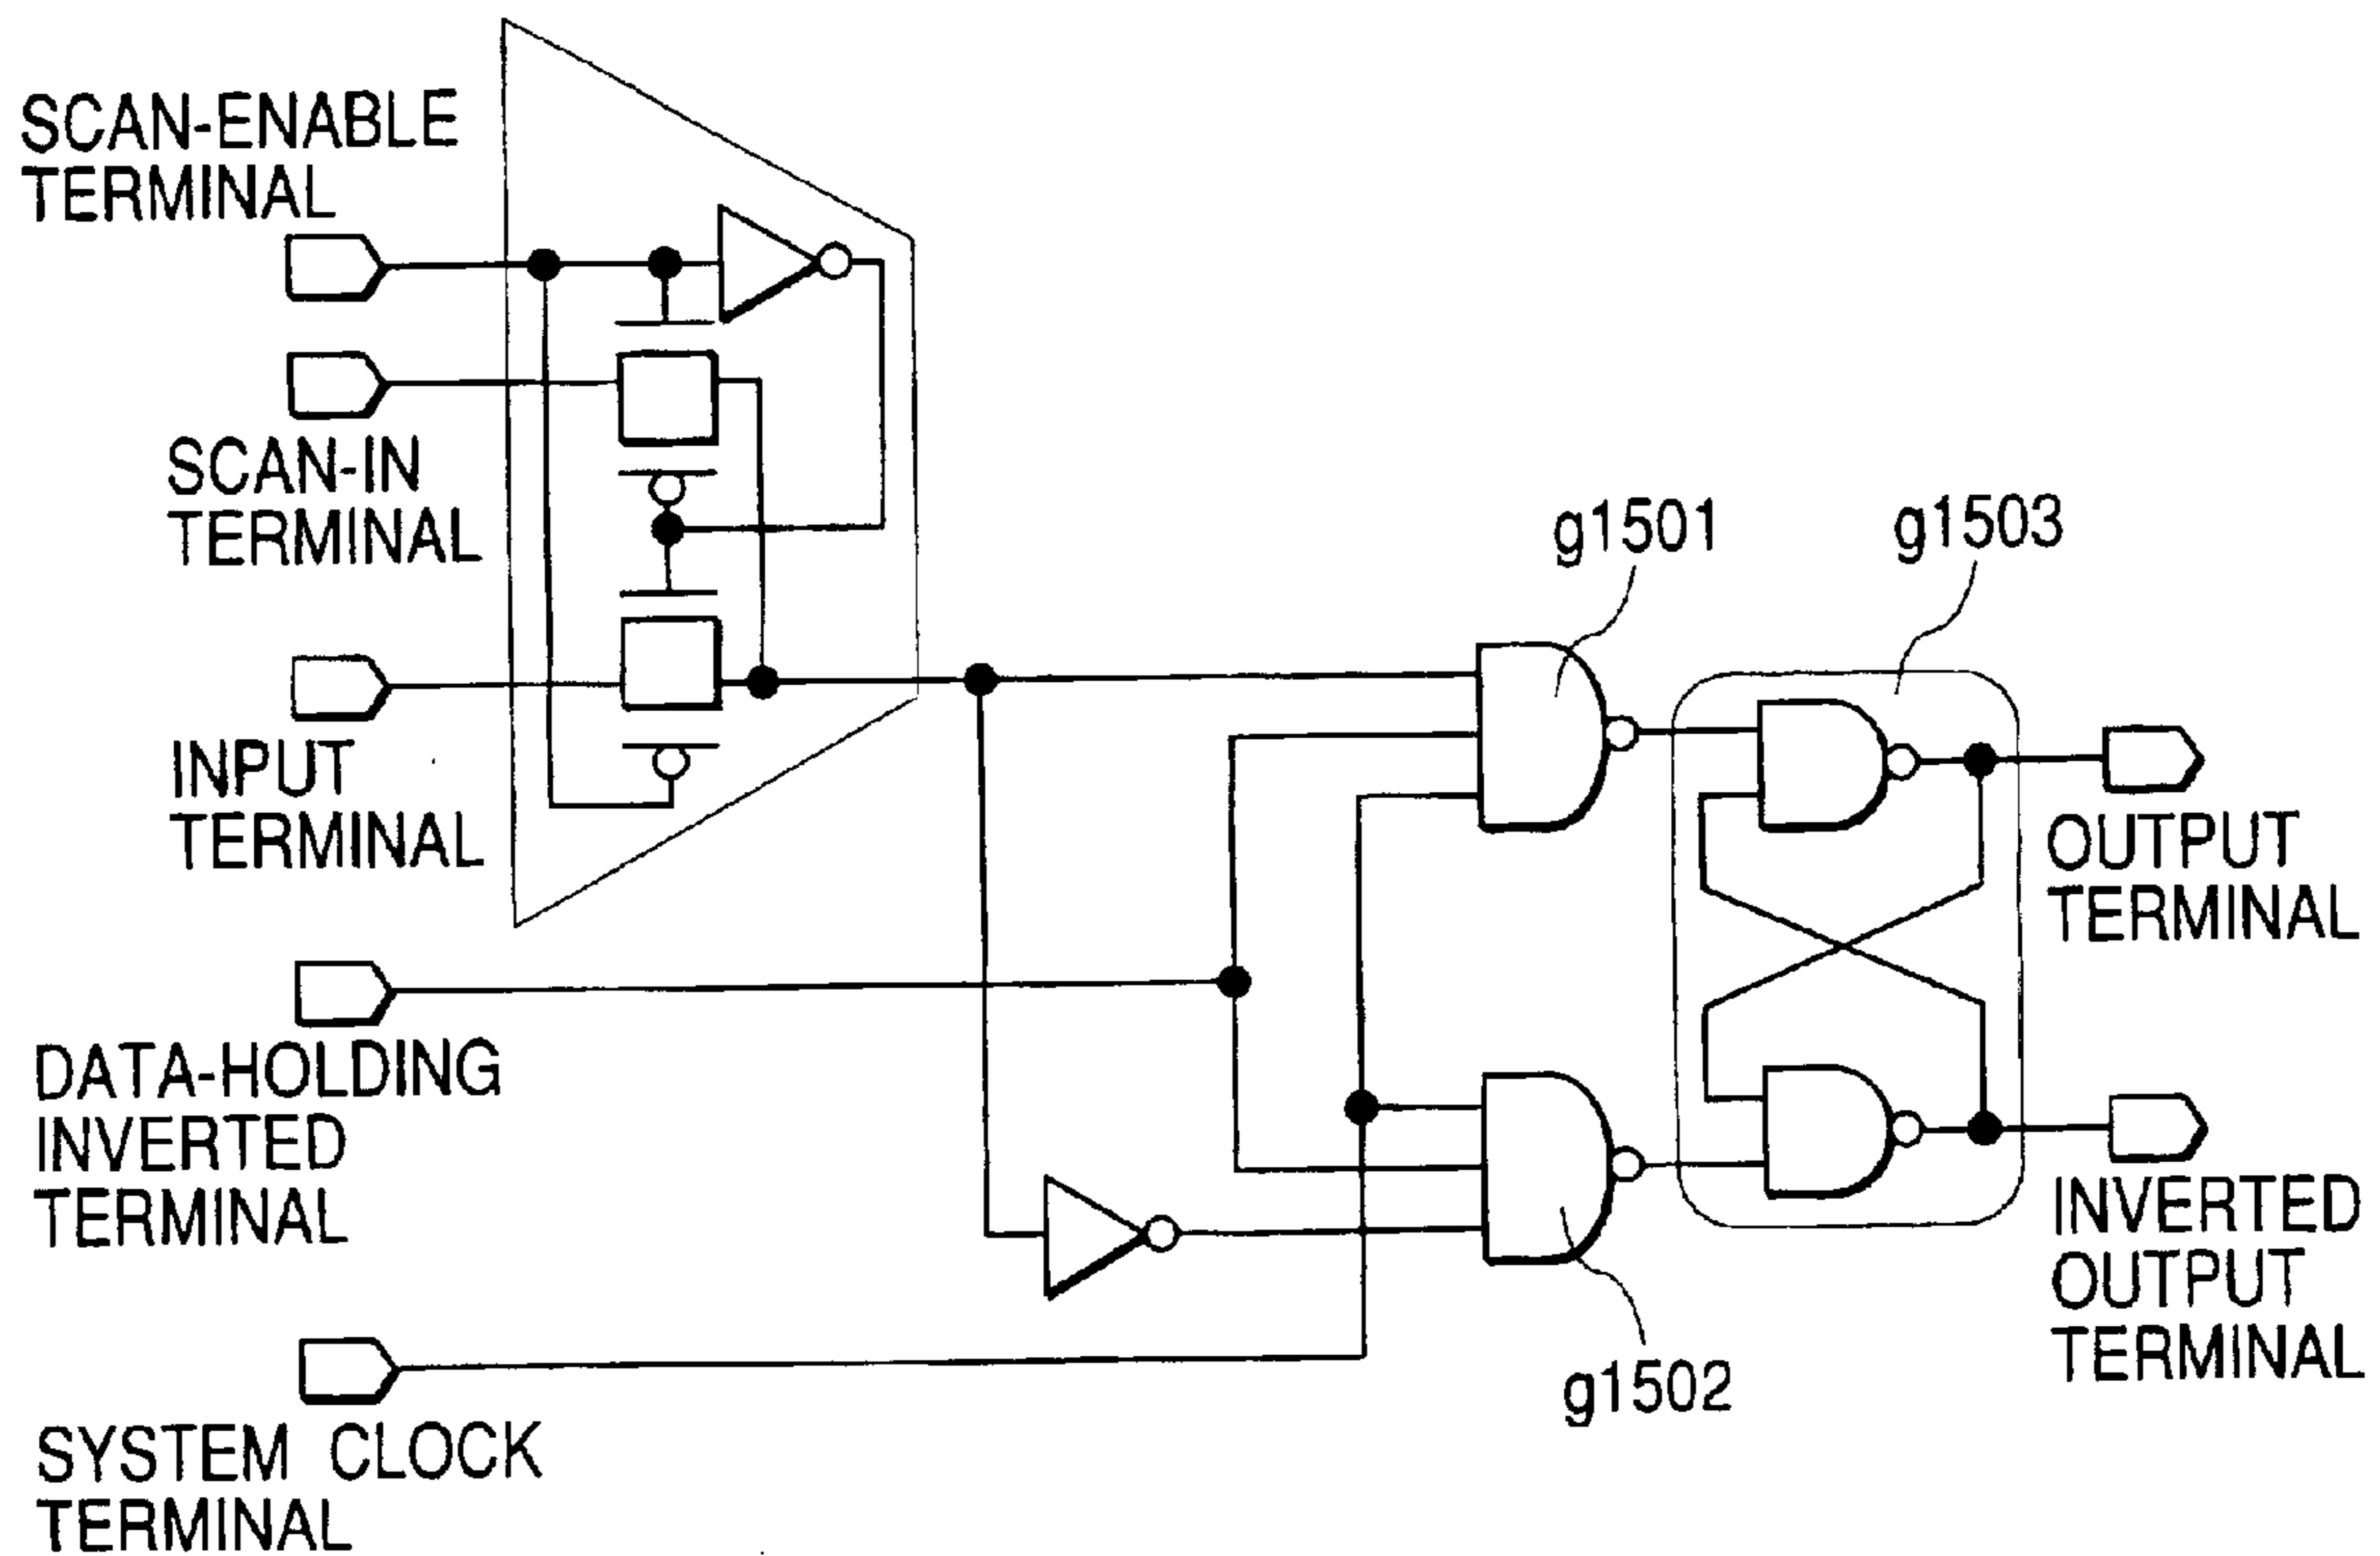 SCAN-ENABLE
TERMINAL
SCAN-IN
TERMINAL
g1501
g1503
INPUT
TERMINAL
OUTPUT
TERMINAL
DATA-HOLDING
INVERTED
TERMINAL
INVERTED
OUTPUT
TERMINAL
g1502
SYSTEM CLOCK
TERMINAL